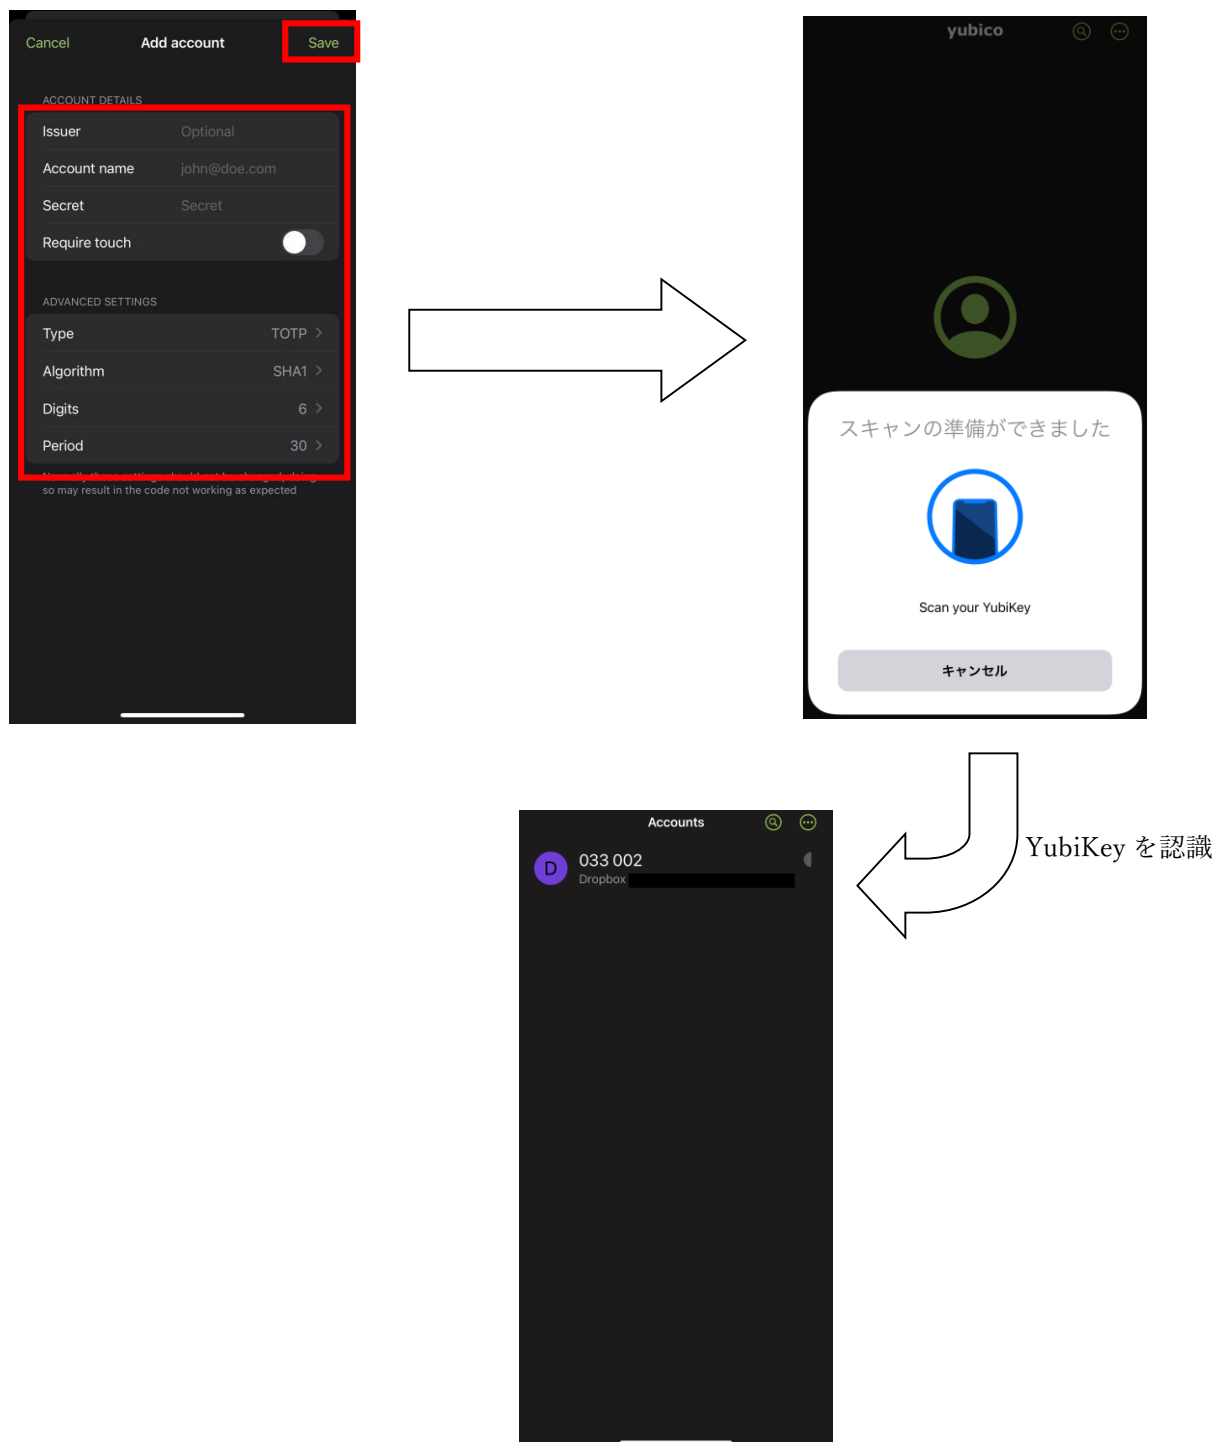 Cancel
Add account
Save
ACCOUNT DETAILS
Issuer
Optional
Account name
john@doe.com
Secret
Secret
Require touch
ADVANCED SETTINGS
Type
TOTP
Algorithm
SHA1
Digits
6
Period
30
so may result in the code not working as expected
yubico
スキャンの準備ができました
Scan your YubiKey
キャンセル
YubiKey を認識
Accounts
D
033 002
Dropbox